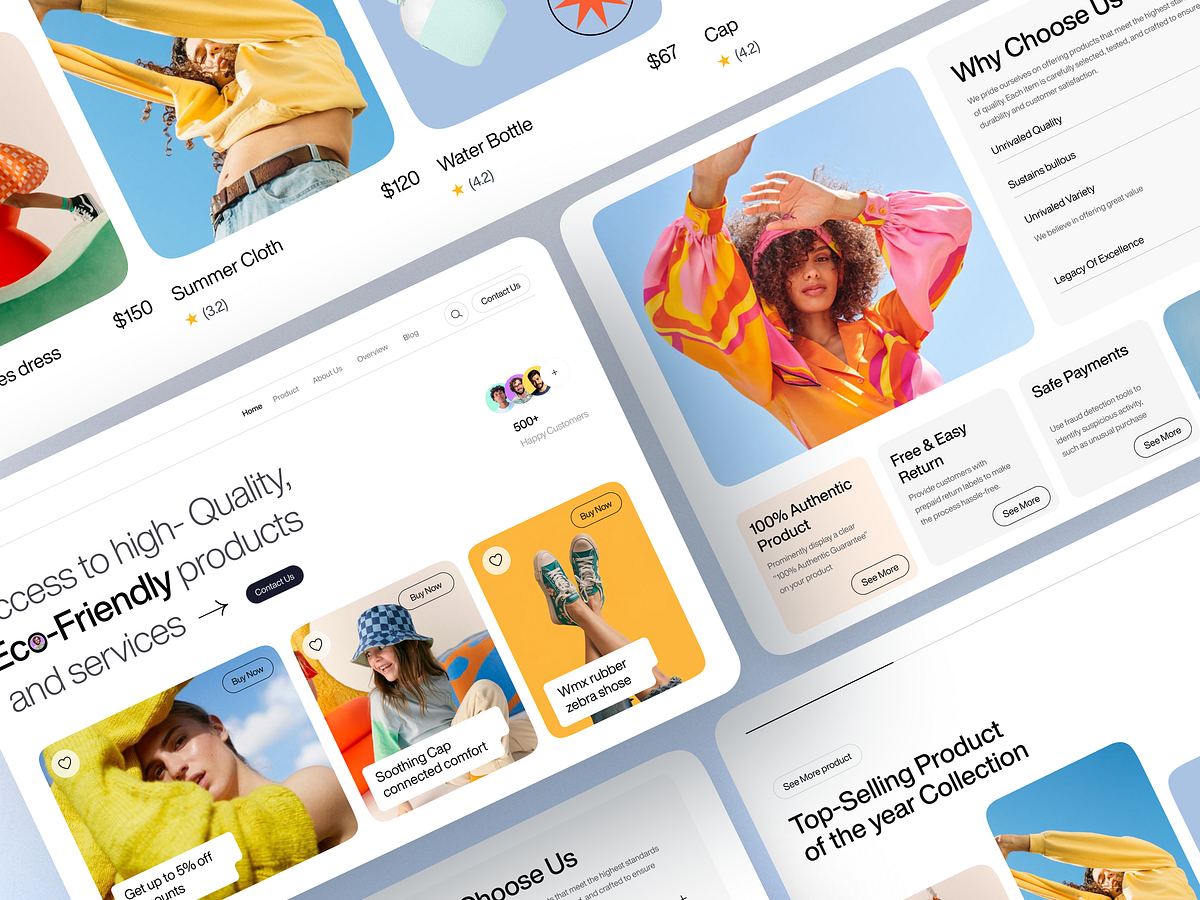 $67
Cap
(4.2)
$120
Water Bottle
(4.2)
$150
Summer Cloth
(3.2)
dress
Why Choose Us
We pride ourselves on offering products that meet the highest
of quality. Each item is carefully selected, tested, and crafted to ensure
durability and customer satisfaction.
Unrivaled Quality
Sustains bullous
Unrivaled Variety
We believe in offering great value
Legacy Of Excellence
100% Authentic
Product
Prominently display a clear
"100% Authentic Guarantee"
on your product
See More
Free & Easy
Return
Provide customers with
prepaid return labels to make
the process hassle-free.
See More
Safe Payments
Use fraud detection tools to
identify suspicious activity,
such as unusual purchase
See More
Home
Product
About Us
Overview
Blog
Contact Us
+
500+
Happy Customers
to high- Quality,
Eco-Friendly products
and services
Contact Us
Buy Now
Get up to 5% off
Buy Now
Soothing Cap
connected comfort
Buy Now
Wmx rubber
zebra shose
Choose Us
that meet the highest standards
and crafted to ensure
See More product
Top-Selling Product
of the year Collection